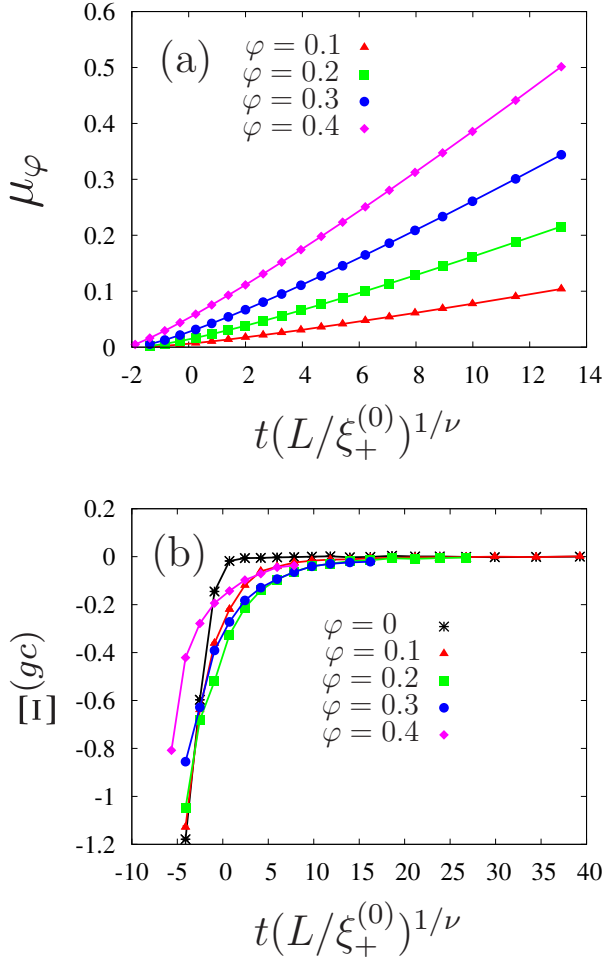 0.6
0.5
0.4
0.3
0.2
0.1
0
(a)
φ = 0.1
φ = 0.2
φ = 0.3
φ = 0.4
μ_φ
-2 0 2 4 6 8 10 12 14
t(L/ξ_+^{(0)})^{1/ν}
0.2
0
-0.2
-0.4
-0.6
-0.8
-1
-1.2
(b)
φ = 0
φ = 0.1
φ = 0.2
φ = 0.3
φ = 0.4
Ξ^{(gc)}
-10 -5 0 5 10 15 20 25 30 35 40
t(L/ξ_+^{(0)})^{1/ν}